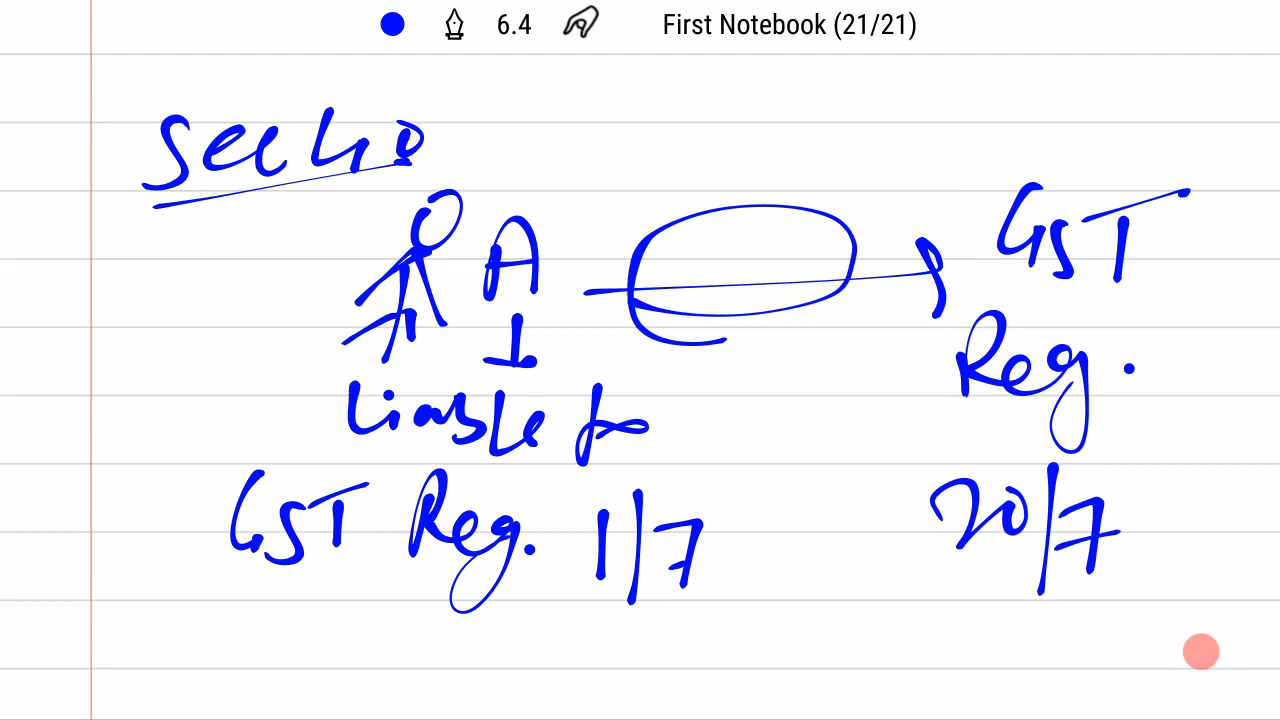 6.4 First Notebook (21/21)
Sec 40
A GST
Reg.
Liable for
GST Reg. 1/7 20/7